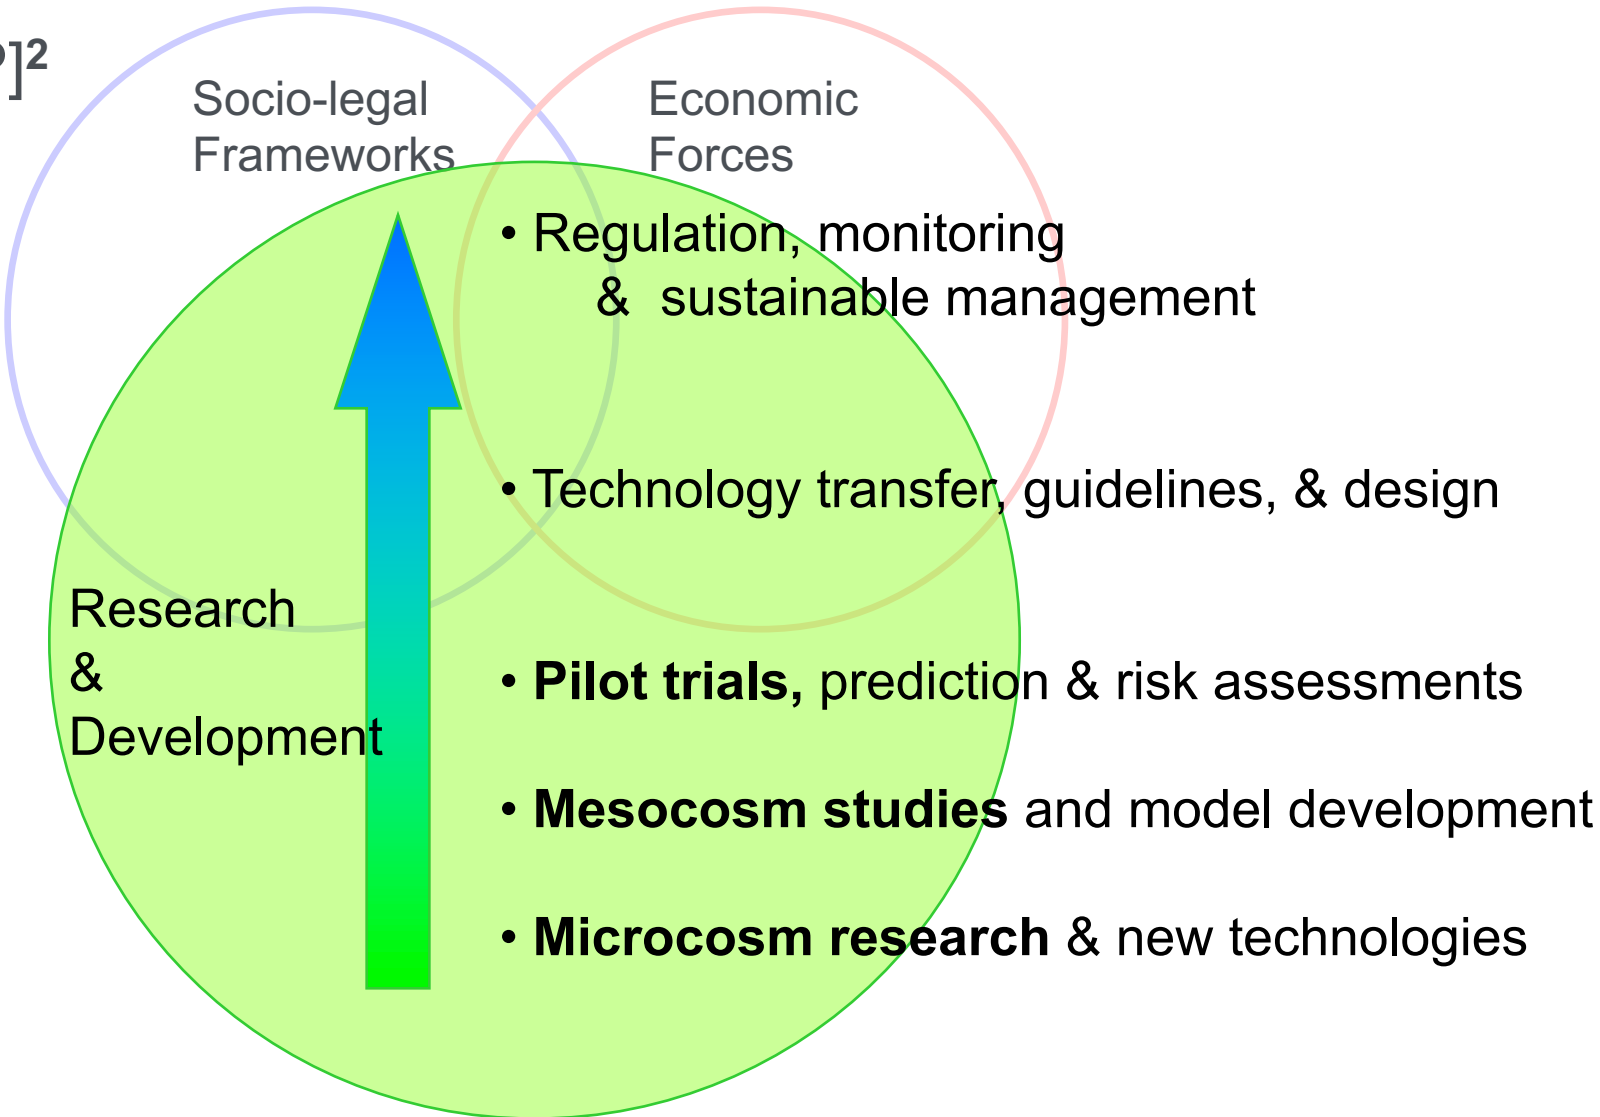 ]²
Socio-legal
Frameworks
Economic
Forces
• Regulation, monitoring
& sustainable management
• Technology transfer, guidelines, & design
Research
&
Development
• Pilot trials, prediction & risk assessments
• Mesocosm studies and model development
• Microcosm research & new technologies